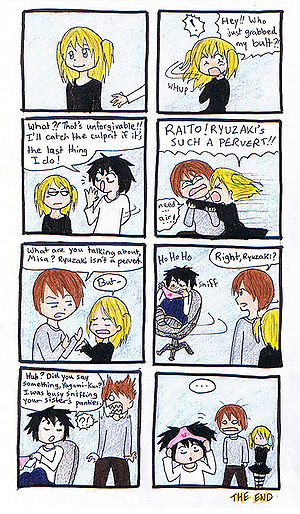 Hey!! Who
just grabbed
my butt?
WHUP
What?! That's unforgivable!!
I'll catch the culprit if it's
the last thing
I do!
RAITO! RYUZAKI'S
SUCH A PERVERT!!
need
air!
What are you talking about,
Misa? Ryuzaki isn't a pervert.
But-
Ho Ho Ho
sniff
Right, Ryuzaki?
Huh? Did you say
something, Yagami-kun?
I was busy sniffing
your sister's panties.
...
THE END